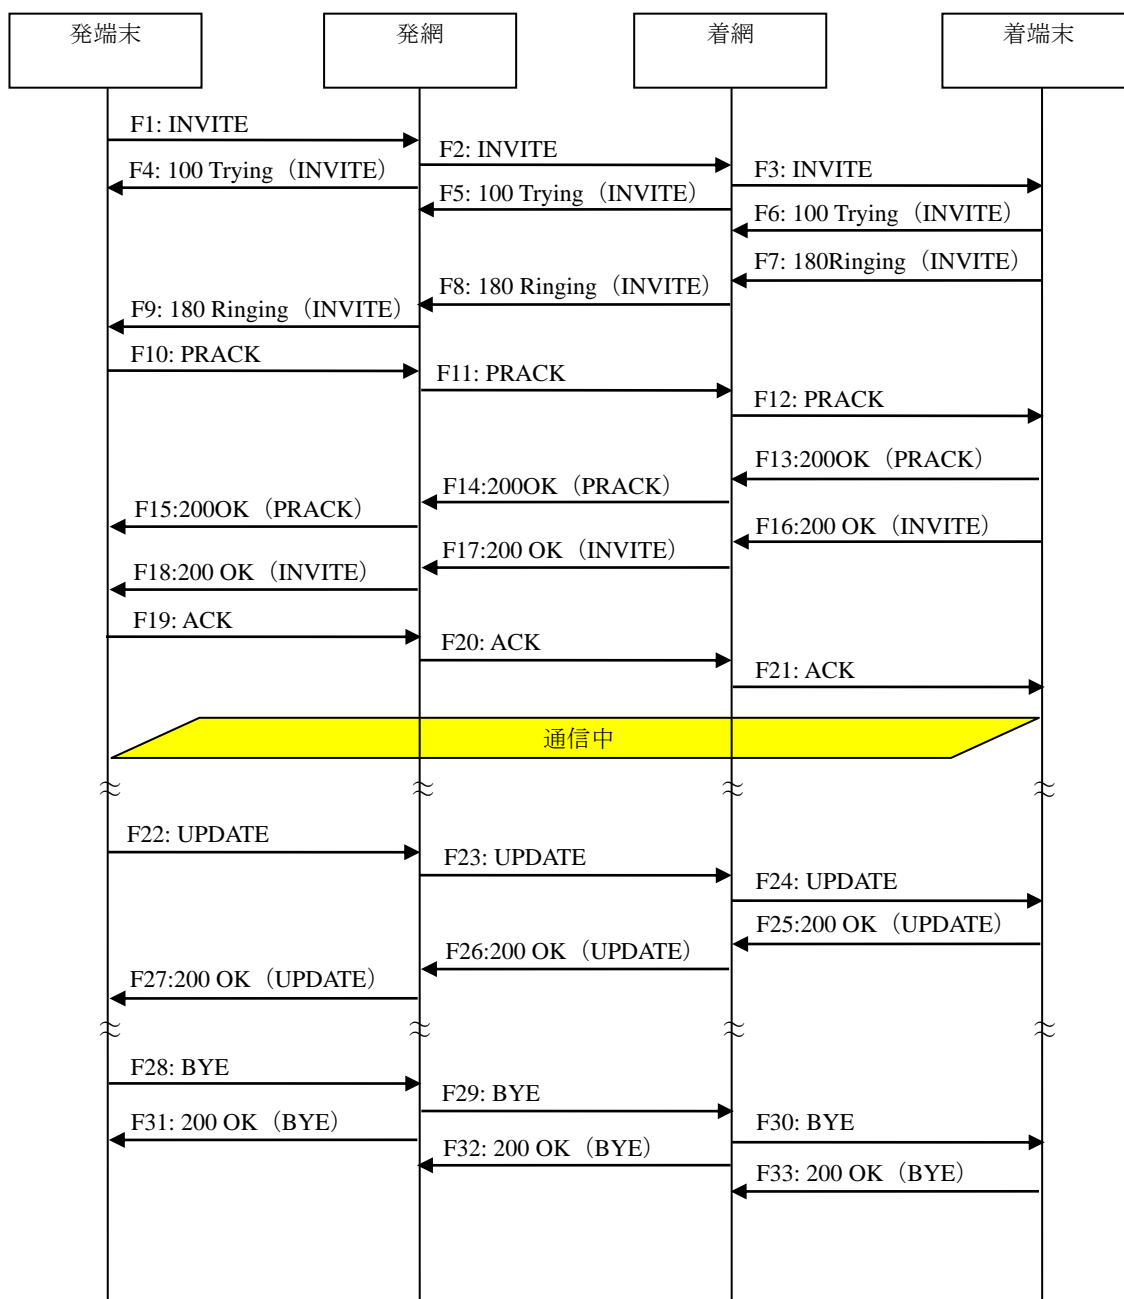 発端末
発網
着網
着端末
F1: INVITE
F2: INVITE
F3: INVITE
F4: 100 Trying（INVITE）
F5: 100 Trying（INVITE）
F6: 100 Trying（INVITE）
F7: 180Ringing（INVITE）
F8: 180 Ringing（INVITE）
F9: 180 Ringing（INVITE）
F10: PRACK
F11: PRACK
F12: PRACK
F13:200OK（PRACK）
F14:200OK（PRACK）
F15:200OK（PRACK）
F16:200 OK（INVITE）
F17:200 OK（INVITE）
F18:200 OK（INVITE）
F19: ACK
F20: ACK
F21: ACK
通信中
F22: UPDATE
F23: UPDATE
F24: UPDATE
F25:200 OK（UPDATE）
F26:200 OK（UPDATE）
F27:200 OK（UPDATE）
F28: BYE
F29: BYE
F30: BYE
F31: 200 OK（BYE）
F32: 200 OK（BYE）
F33: 200 OK（BYE）